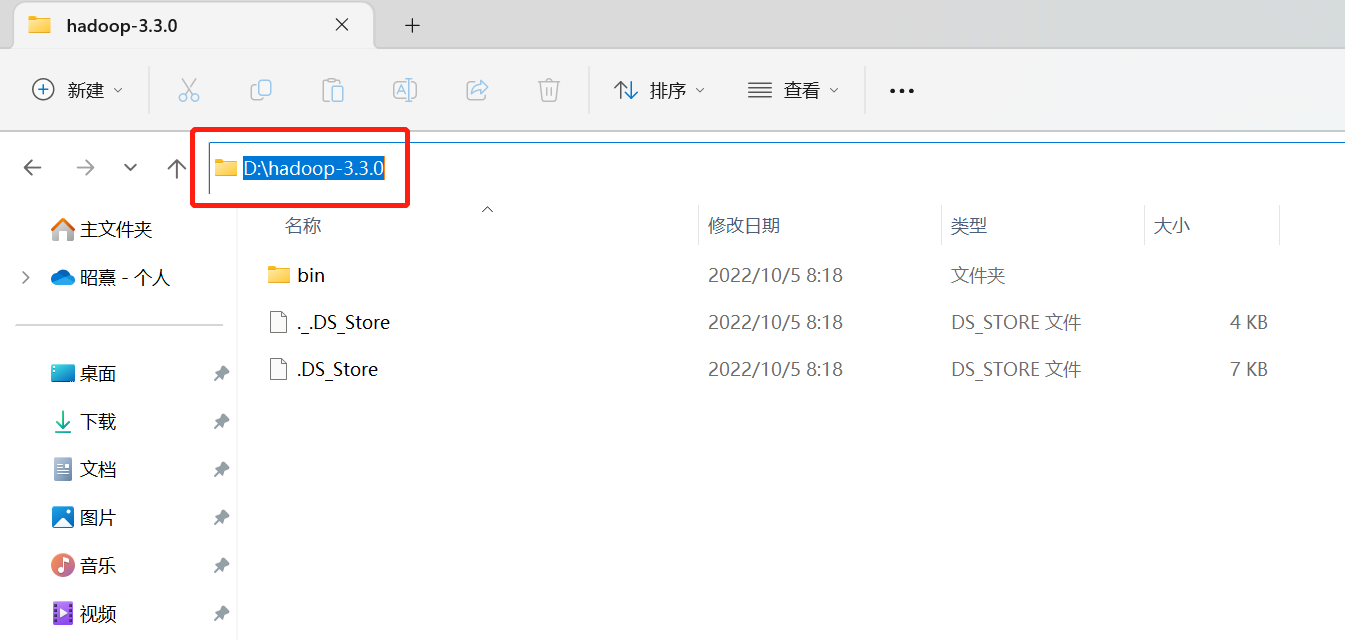 hadoop-3.3.0
新建 排序 查看
D:\hadoop-3.3.0
名称 修改日期 类型 大小
主文件夹
bin 2022/10/5 8:18 文件夹
昭熹 - 个人
._.DS_Store 2022/10/5 8:18 DS_STORE 文件 4 KB
.DS_Store 2022/10/5 8:18 DS_STORE 文件 7 KB
桌面
下载
文档
图片
音乐
视频